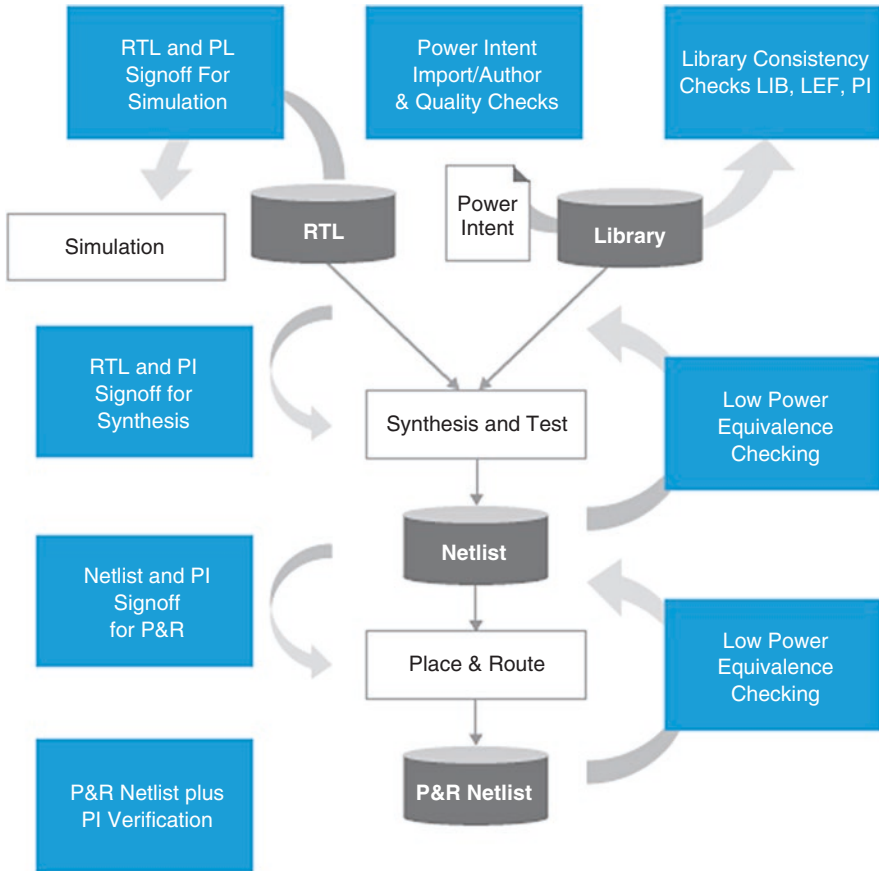 RTL and PL
Signoff For
Simulation
Power Intent
Import/Author
& Quality Checks
Library Consistency
Checks LIB, LEF, PI
Simulation
RTL
Power
Intent
Library
RTL and PI
Signoff for
Synthesis
Synthesis and Test
Low Power
Equivalence
Checking
Netlist
Netlist and PI
Signoff
for P&R
Place & Route
Low Power
Equivalence
Checking
P&R Netlist plus
PI Verification
P&R Netlist